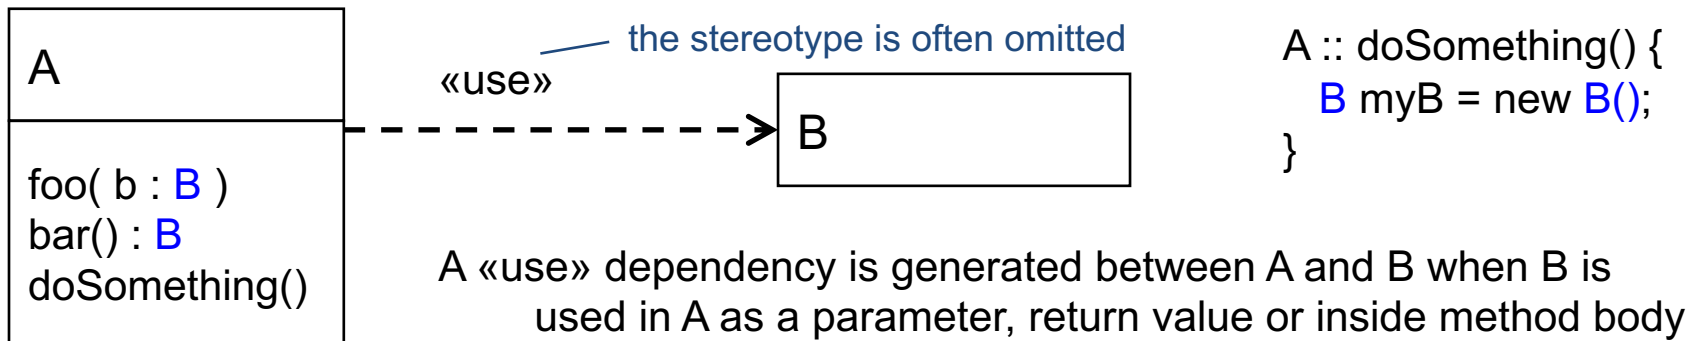 A
foo( b : B )
bar() : B
doSomething()
«use»
the stereotype is often omitted
B
A :: doSomething() {
B myB = new B();
}
A «use» dependency is generated between A and B when B is
used in A as a parameter, return value or inside method body